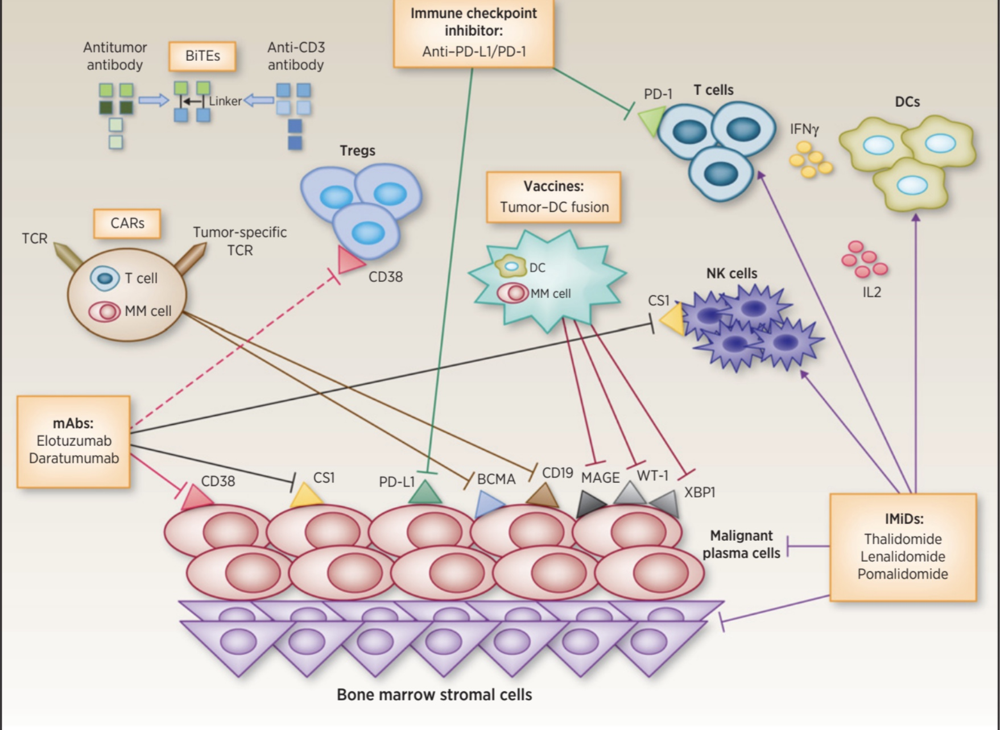 Immune checkpoint
inhibitor:
Anti–PD-L1/PD-1
Antitumor
antibody
BiTEs
Anti-CD3
antibody
Linker
PD-1
T cells
DCs
IFNγ
Tregs
Vaccines:
Tumor–DC fusion
CARs
TCR
Tumor-specific
TCR
T cell
MM cell
CD38
DC
MM cell
NK cells
CS1
IL2
mAbs:
Elotuzumab
Daratumumab
CD38
CS1
PD-L1
BCMA
CD19
MAGE
WT-1
XBP1
Malignant
plasma cells
IMiDs:
Thalidomide
Lenalidomide
Pomalidomide
Bone marrow stromal cells